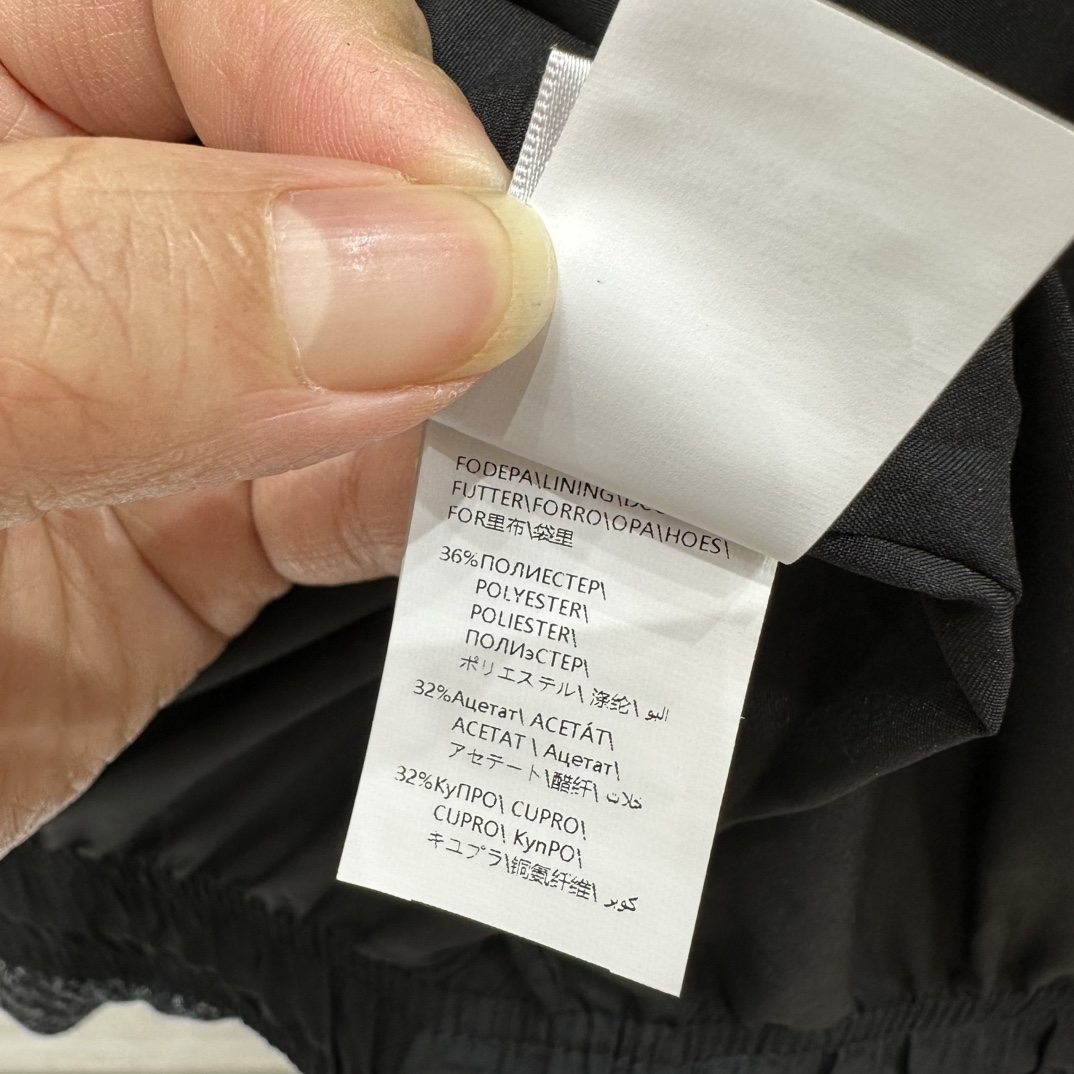 FODEPA\LINING\
FUTTER\FORRO\OPA\HOES\
FOR里布\袋里
36%ПОЛИЕСТЕР\
POLYESTER\
POLIESTER\
ПОЛИэСТЕР\
ポリエステル\ 涤纶\ البو
32%Ацетат\ ACETÁT\
ACETAT \ Ацетат\
アセテート\醋纤\
32%КуПРО\ CUPRO\
CUPRO\ КупРО\
キュプラ\铜氨纤维\ كوبر